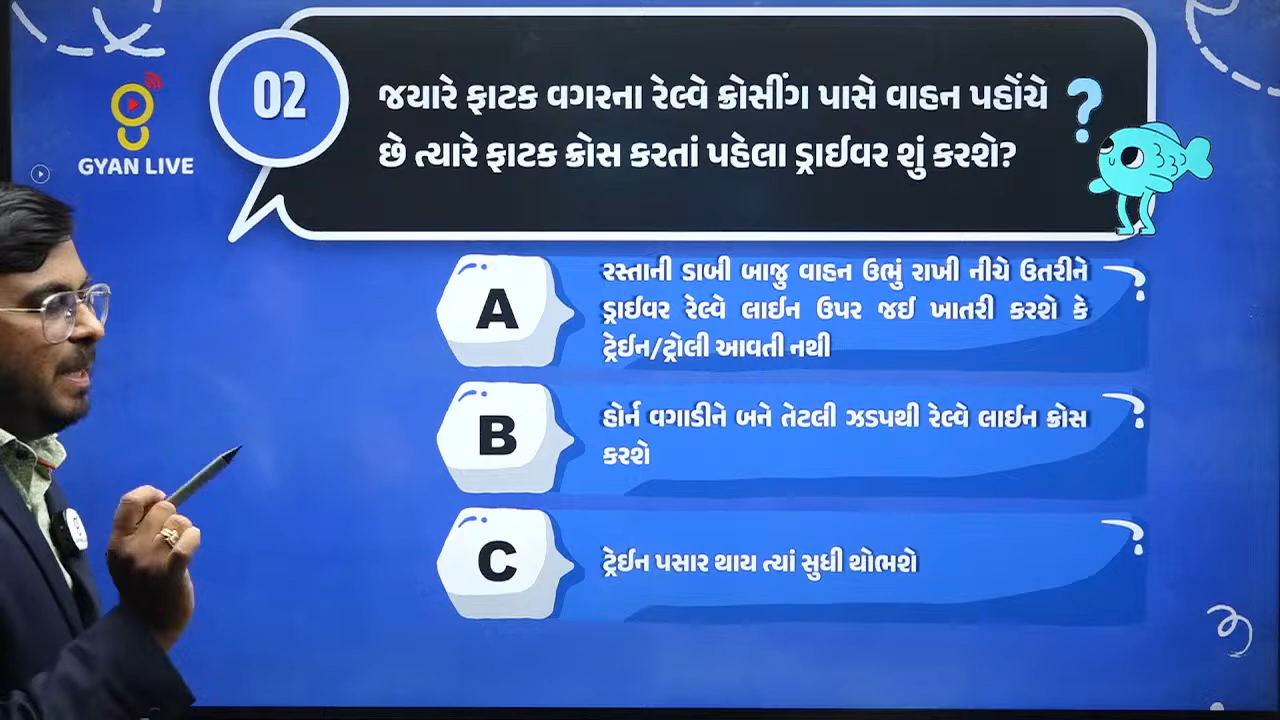 GYAN LIVE
02
જયારે ફાટક વગરના રેલ્વે ક્રોસીંગ પાસે વાહન પહોંચે
છે ત્યારે ફાટક ક્રોસ કરતાં પહેલા ડ્રાઈવર શું કરશે?
?
A
રસ્તાની ડાબી બાજુ વાહન ઉભું રાખી નીચે ઉતરીને
ડ્રાઈવર રેલ્વે લાઈન ઉપર જઈ ખાતરી કરશે કે
ટ્રેઈન/ટ્રોલી આવતી નથી
B
હોર્ન વગાડીને બને તેટલી ઝડપથી રેલ્વે લાઈન ક્રોસ
કરશે
C
ટ્રેઈન પસાર થાય ત્યાં સુધી થોભશે